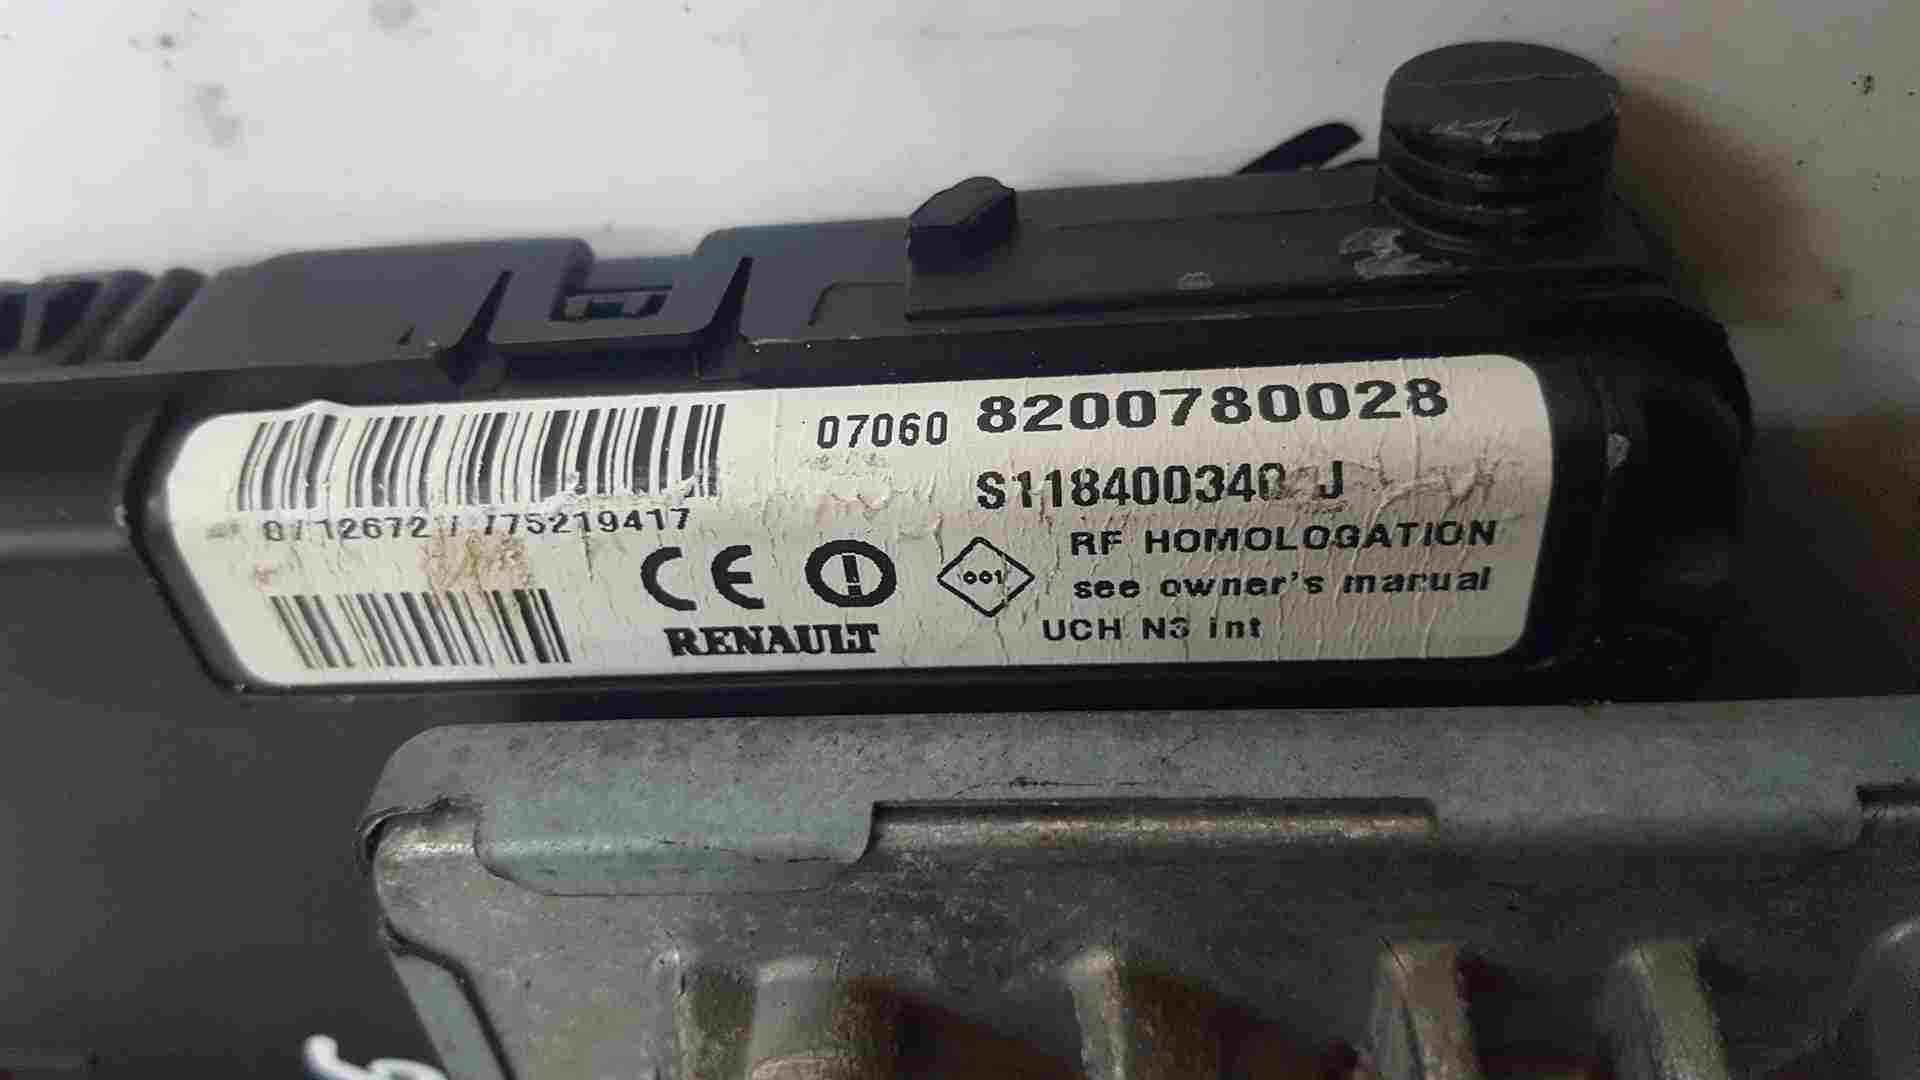 07060 8200780028
S118400340 J
775219417
CE
001
RF HOMOLOGATION
see owner's manual
RENAULT
UCH N3 int